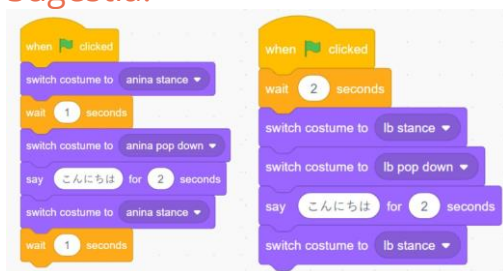 Sugestia:
when clicked
switch costume to anina stance
wait 1 seconds
switch costume to anina pop down
say こんにちは for 2 seconds
switch costume to anina stance
wait 1 seconds
when clicked
wait 2 seconds
switch costume to lb stance
switch costume to lb pop down
say こんにちは for 2 seconds
switch costume to lb stance